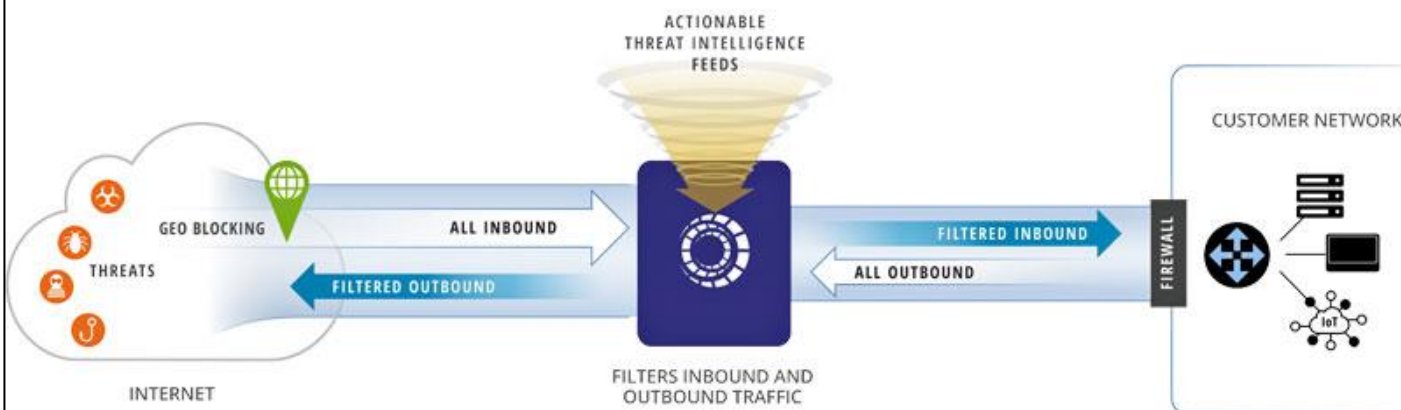 ACTIONABLE
THREAT INTELLIGENCE
FEEDS
CUSTOMER NETWORK
GEO BLOCKING
ALL INBOUND
FILTERED INBOUND
THREATS
FILTERED OUTBOUND
ALL OUTBOUND
FIREWALL
IoT
INTERNET
FILTERS INBOUND AND
OUTBOUND TRAFFIC